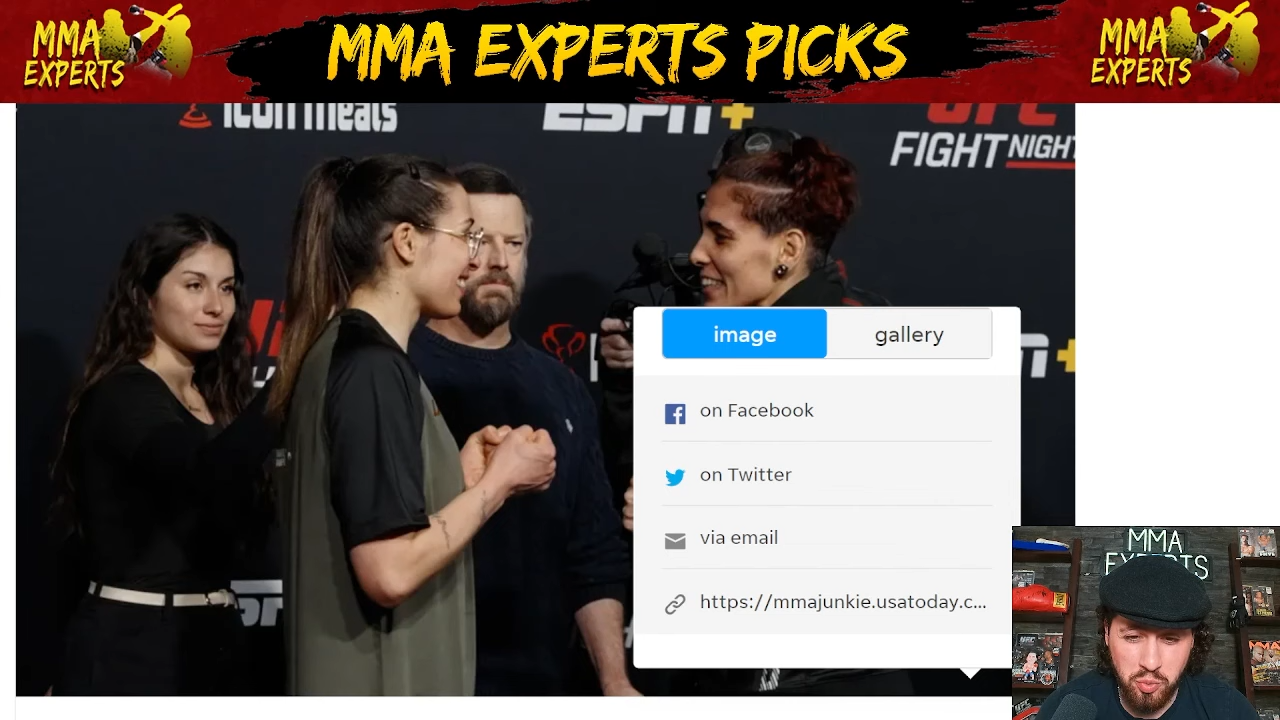 MMA
EXPERTS
MMA EXPERTS PICKS
MMA
EXPERTS
icon meats
ESPN+
UFC
FIGHT NIGHT
image
gallery
on Facebook
on Twitter
via email
https://mmajunkie.usatoday.c...
MMA
EXPERTS